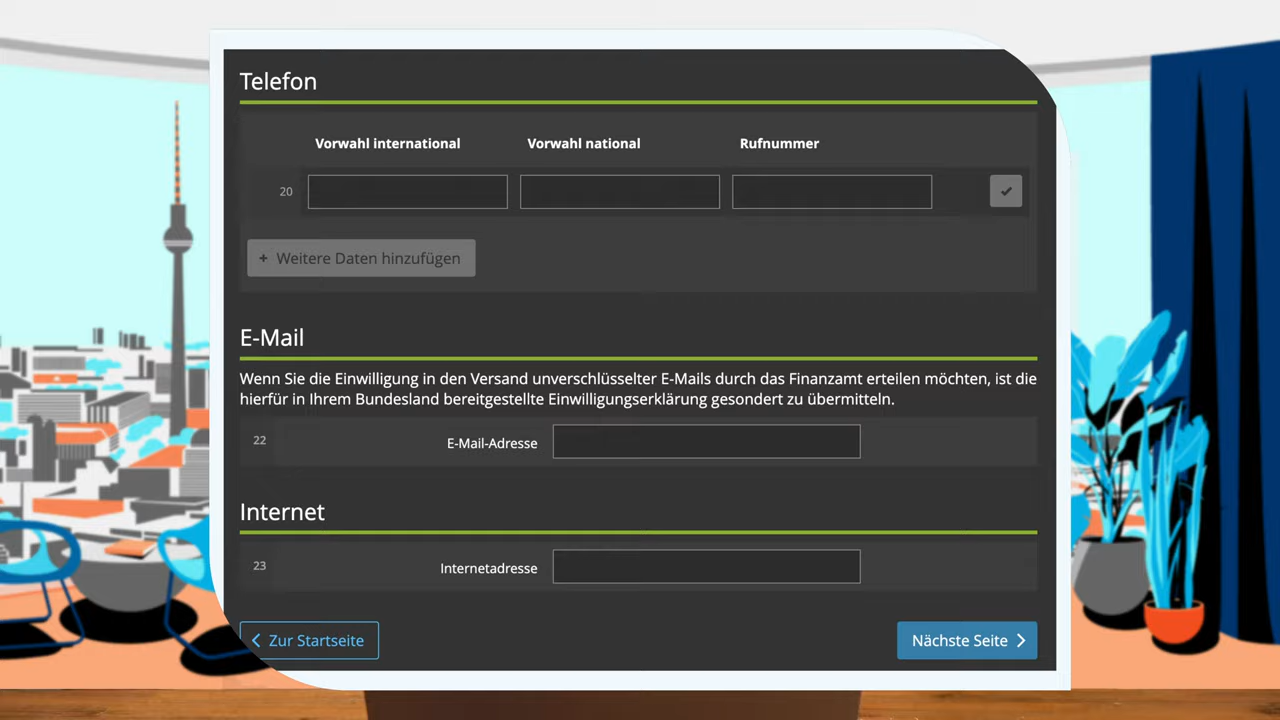 Telefon
Vorwahl international Vorwahl national Rufnummer
20
+ Weitere Daten hinzufügen
E-Mail
Wenn Sie die Einwilligung in den Versand unverschlüsselter E-Mails durch das Finanzamt erteilen möchten, ist die
hierfür in Ihrem Bundesland bereitgestellte Einwilligungserklärung gesondert zu übermitteln.
22 E-Mail-Adresse
Internet
23 Internetadresse
Zur Startseite Nächste Seite